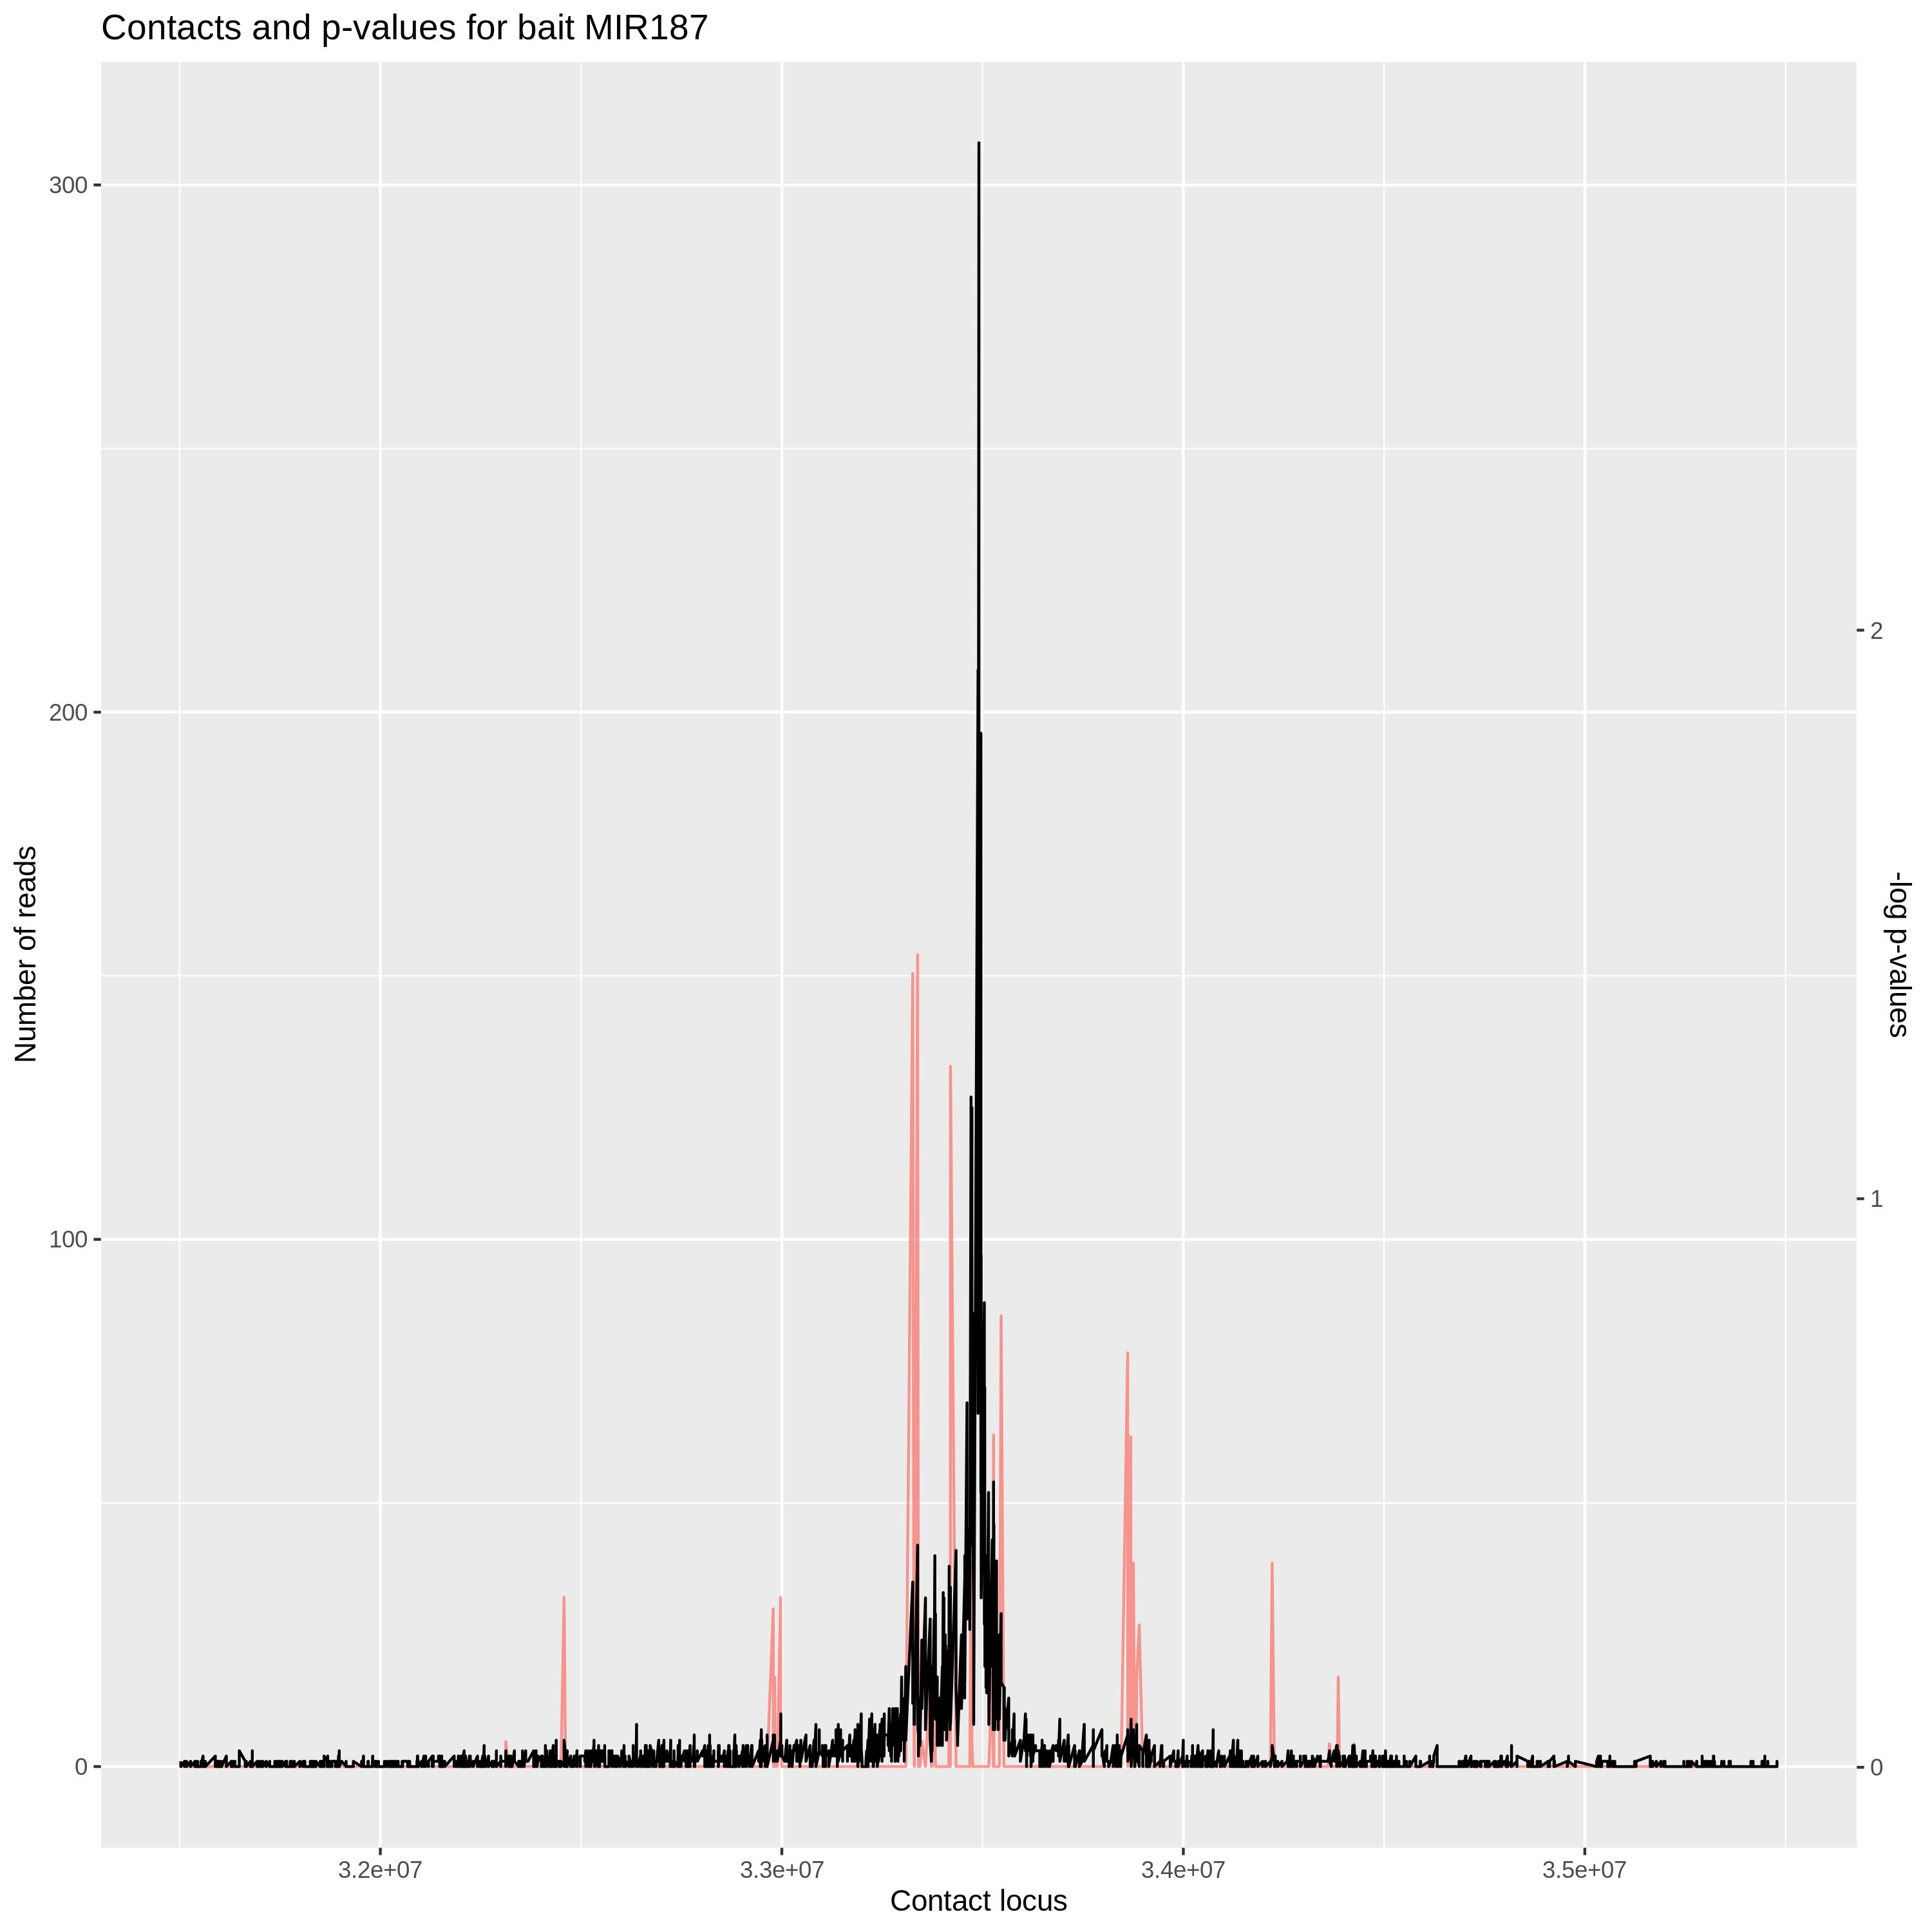 Contacts and p-values for bait MIR187
300
200
100
0
Number of reads
2
1
0
-log p-values
3.2e+07
3.3e+07
3.4e+07
3.5e+07
Contact locus